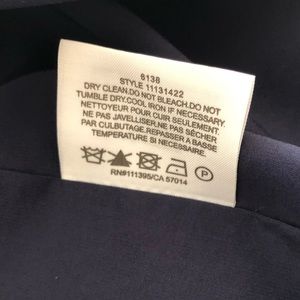 6138
STYLE 11131422
DRY CLEAN.DO NOT BLEACH.DO NOT
TUMBLE DRY.COOL IRON IF NECESSARY
NETTOYEUR POUR CUIR SEULEMENT.
NE PAS JAVELLISER.NE PAS SÉCHER
PAR CULBUTAGE.REPASSER À BASSE
TEMPÉRATURE SI NÉCESSAIRE
P
RN#111395/CA 57014